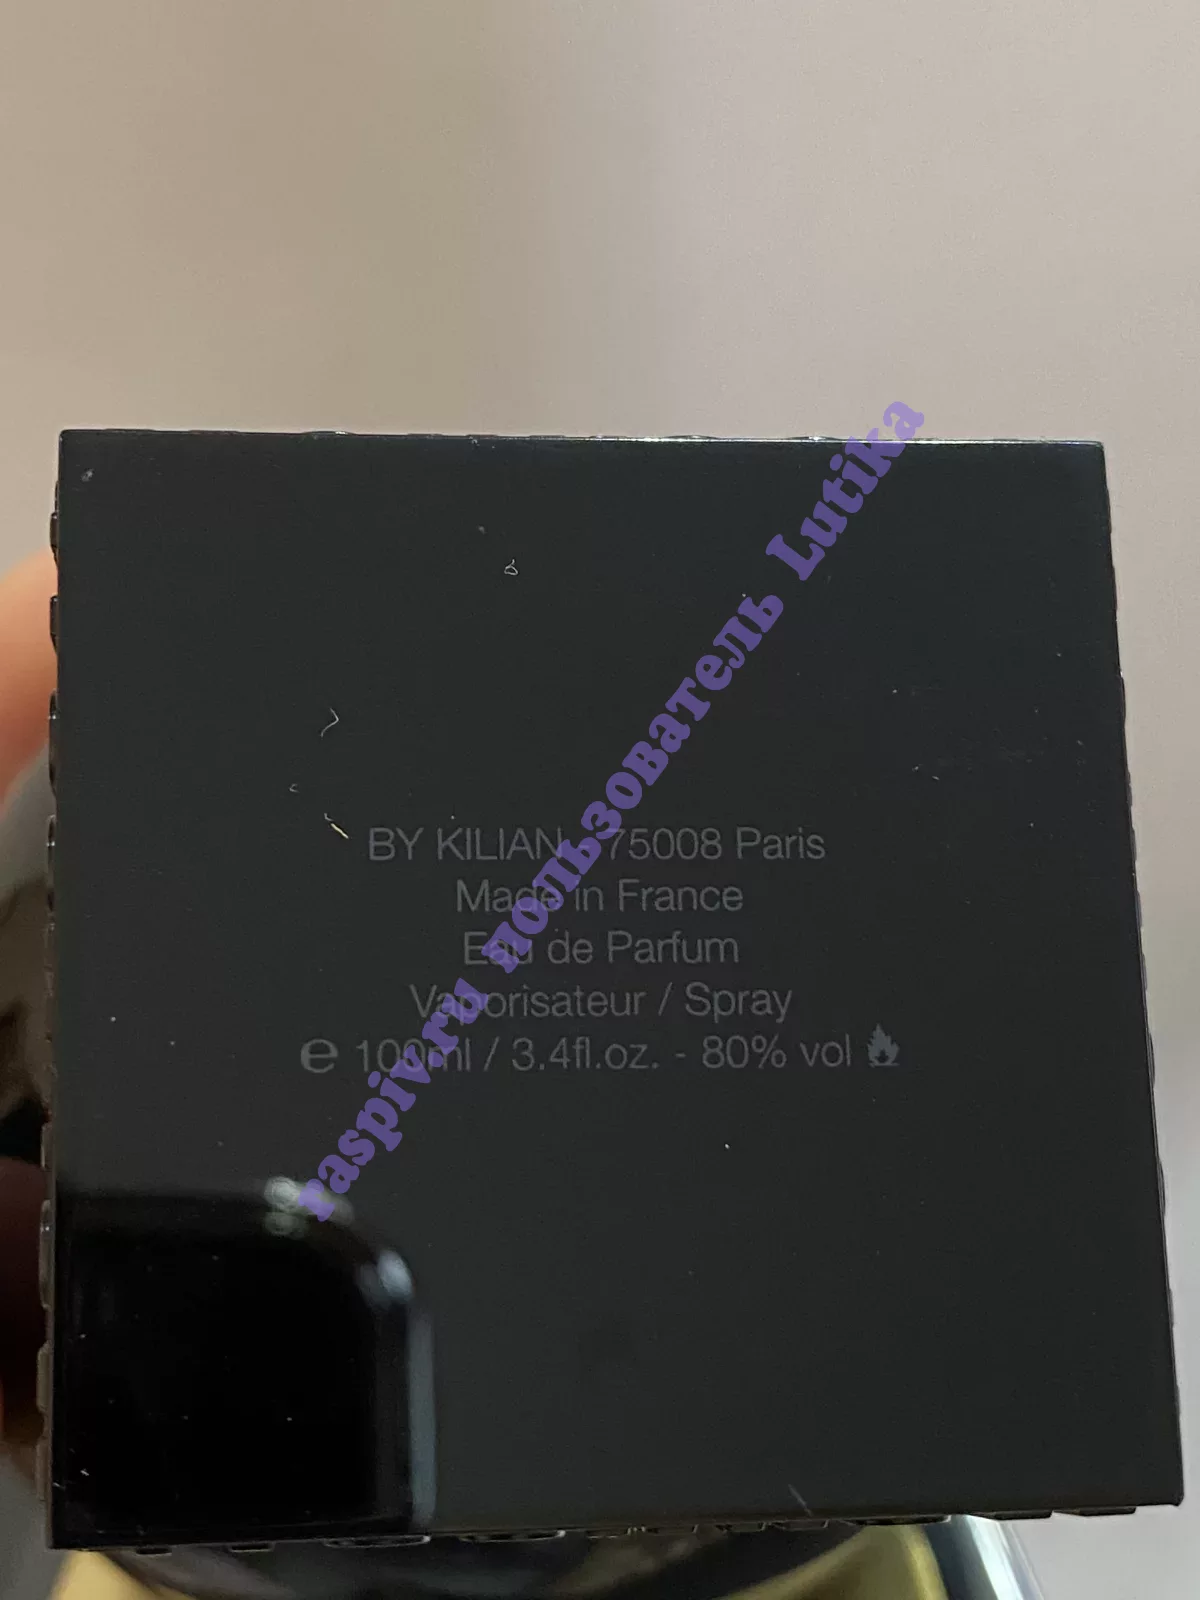 BY KILIAN - 75008 Paris
Made in France
Eau de Parfum
Vaporisateur / Spray
℮ 100ml / 3.4fl.oz. - 80% vol
raspiv.ru пользователь Lutika